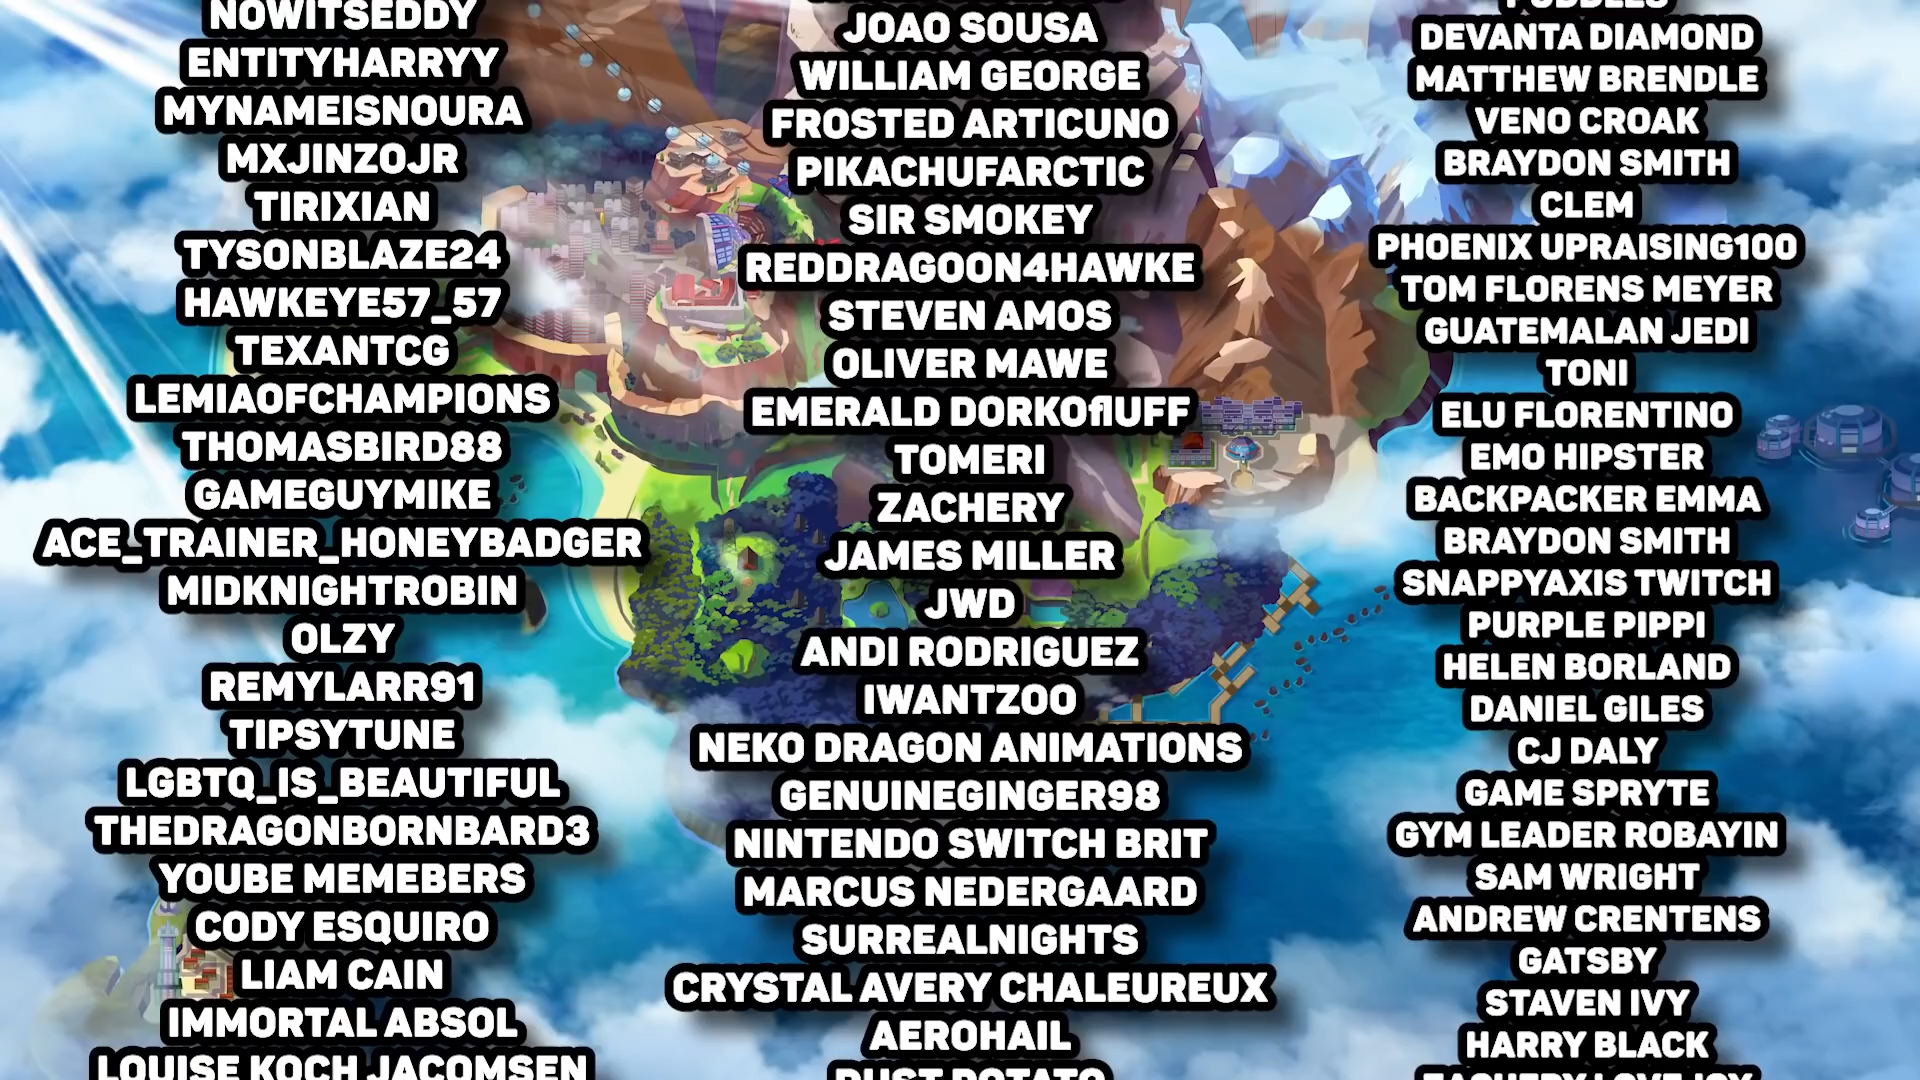 NOWITSEDDY
ENTITYHARRYY
MYNAMEISNOURA
MXJINZOJR
TIRIXIAN
TYSONBLAZE24
HAWKEYE57_57
TEXANTCG
LEMIAOFCHAMPIONS
THOMASBIRD88
GAMEGUYMIKE
ACE_TRAINER_HONEYBADGER
MIDKNIGHTROBIN
OLZY
REMYLARR91
TIPSYTUNE
LGBTQ_IS_BEAUTIFUL
THEDRAGONBORNBARD3
YOUBE MEMEBERS
CODY ESQUIRO
LIAM CAIN
IMMORTAL ABSOL
LOUISE KOCH JACOMSEN
JOAO SOUSA
WILLIAM GEORGE
FROSTED ARTICUNO
PIKACHUFARCTIC
SIR SMOKEY
REDDRAGOON4HAWKE
STEVEN AMOS
OLIVER MAWE
EMERALD DORKOflUFF
TOMERI
ZACHERY
JAMES MILLER
JWD
ANDI RODRIGUEZ
IWANTZOO
NEKO DRAGON ANIMATIONS
GENUINEGINGER98
NINTENDO SWITCH BRIT
MARCUS NEDERGAARD
SURREALNIGHTS
CRYSTAL AVERY CHALEUREUX
AEROHAIL
DEVANTA DIAMOND
MATTHEW BRENDLE
VENO CROAK
BRAYDON SMITH
CLEM
PHOENIX UPRAISING100
TOM FLORENS MEYER
GUATEMALAN JEDI
TONI
ELU FLORENTINO
EMO HIPSTER
BACKPACKER EMMA
BRAYDON SMITH
SNAPPYAXIS TWITCH
PURPLE PIPPI
HELEN BORLAND
DANIEL GILES
CJ DALY
GAME SPRYTE
GYM LEADER ROBAYIN
SAM WRIGHT
ANDREW CRENTENS
GATSBY
STAVEN IVY
HARRY BLACK